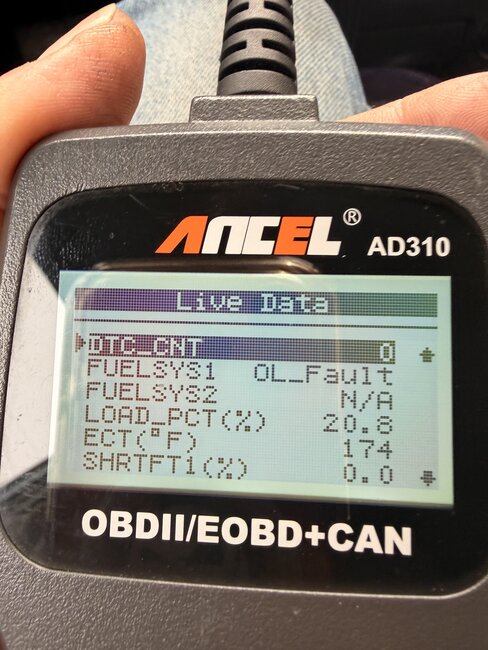 ANCEL® AD310
Live Data
DTC_CNT 0
FUELSYS1 OL_Fault
FUELSYS2 N/A
LOAD_PCT(%) 20.8
ECT(°F) 174
SHRTFT1(%) 0.0
OBDII/EOBD+CAN